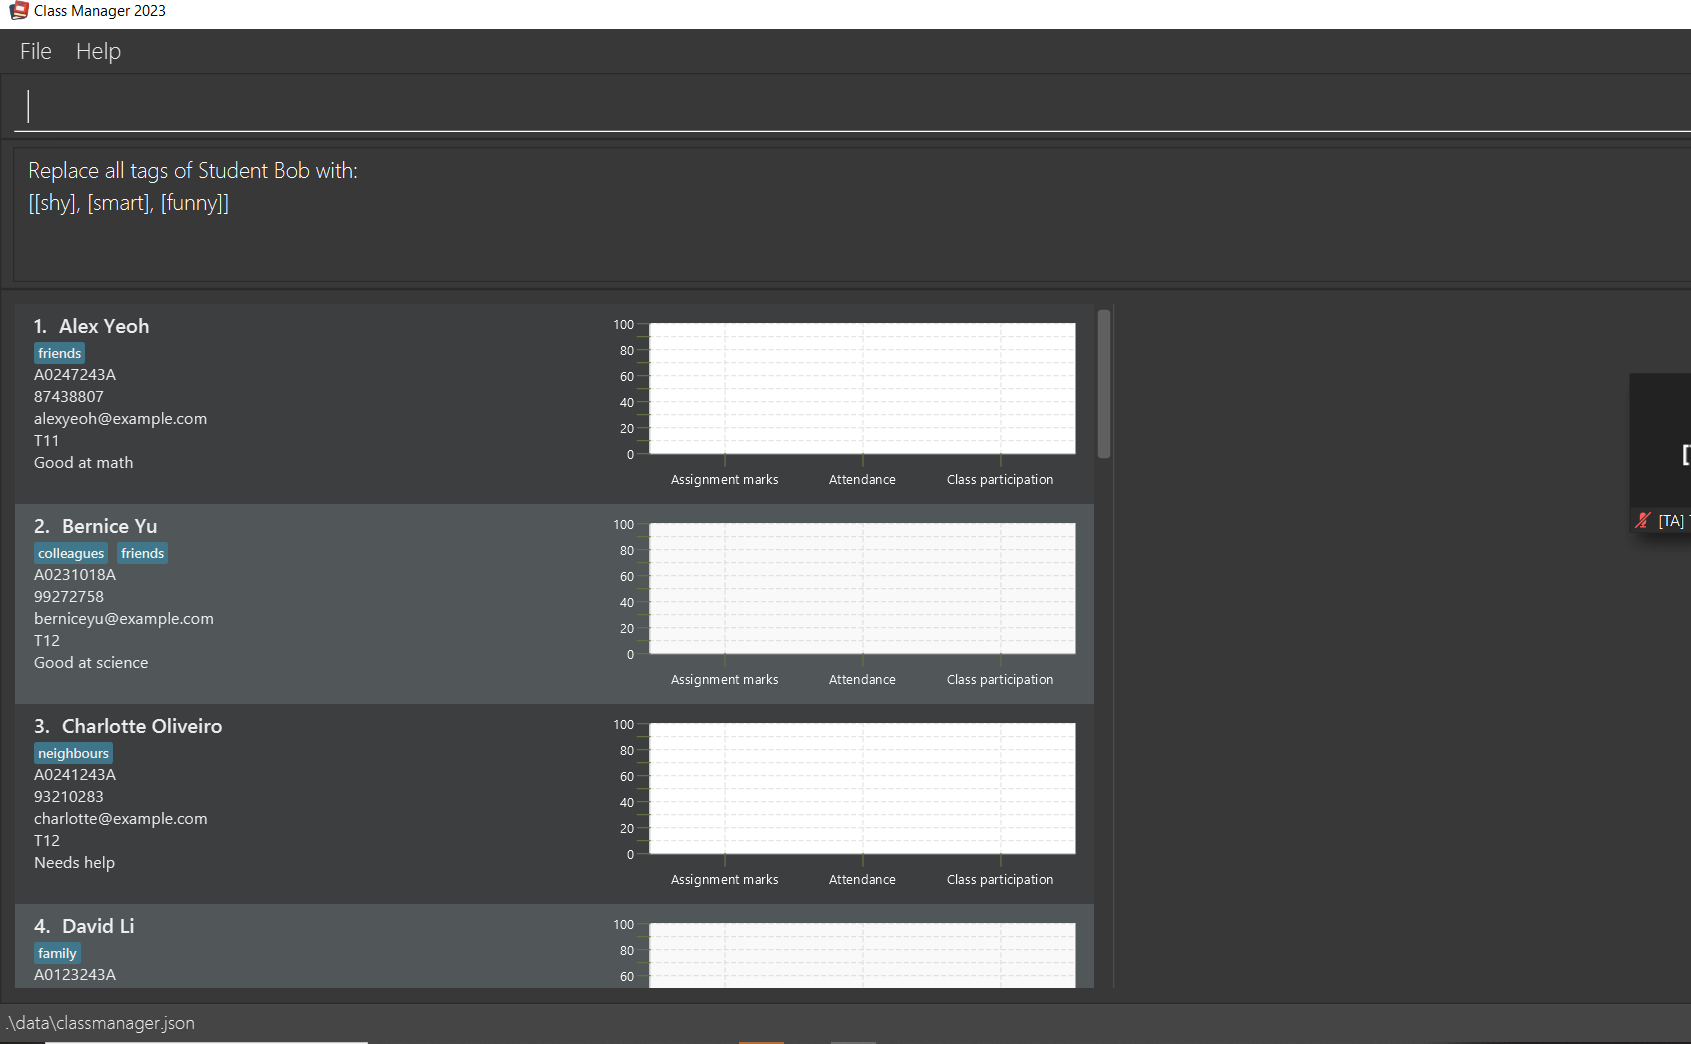 Class Manager 2023
File Help
Replace all tags of Student Bob with:
[[shy], [smart], [funny]]
1. Alex Yeoh
friends
A0247243A
87438807
alexyeoh@example.com
T11
Good at math
100
80
60
40
20
0
Assignment marks Attendance Class participation
2. Bernice Yu
colleagues friends
A0231018A
99272758
berniceyu@example.com
T12
Good at science
100
80
60
40
20
0
Assignment marks Attendance Class participation
3. Charlotte Oliveiro
neighbours
A0241243A
93210283
charlotte@example.com
T12
Needs help
100
80
60
40
20
0
Assignment marks Attendance Class participation
4. David Li
family
A0123243A
100
80
60
[
[TA]
.\data\classmanager.json